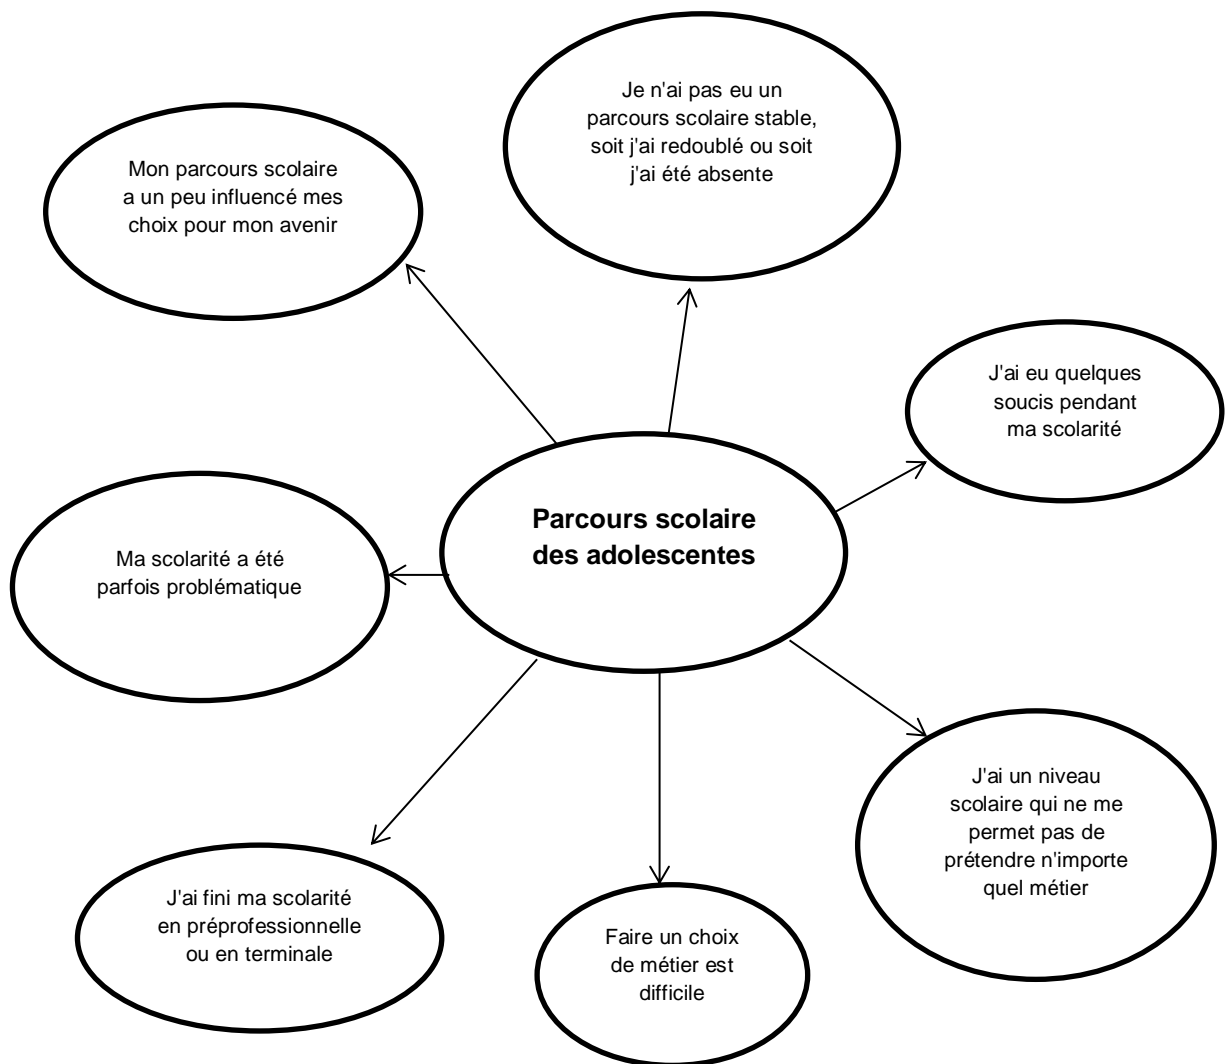 Je n'ai pas eu un
parcours scolaire stable,
soit j'ai redoublé ou soit
j'ai été absente
Mon parcours scolaire
a un peu influencé mes
choix pour mon avenir
J'ai eu quelques
soucis pendant
ma scolarité
Parcours scolaire
des adolescentes
Ma scolarité a été
parfois problématique
J'ai un niveau
scolaire qui ne me
permet pas de
prétendre n'importe
quel métier
J'ai fini ma scolarité
en préprofessionnelle
ou en terminale
Faire un choix
de métier est
difficile